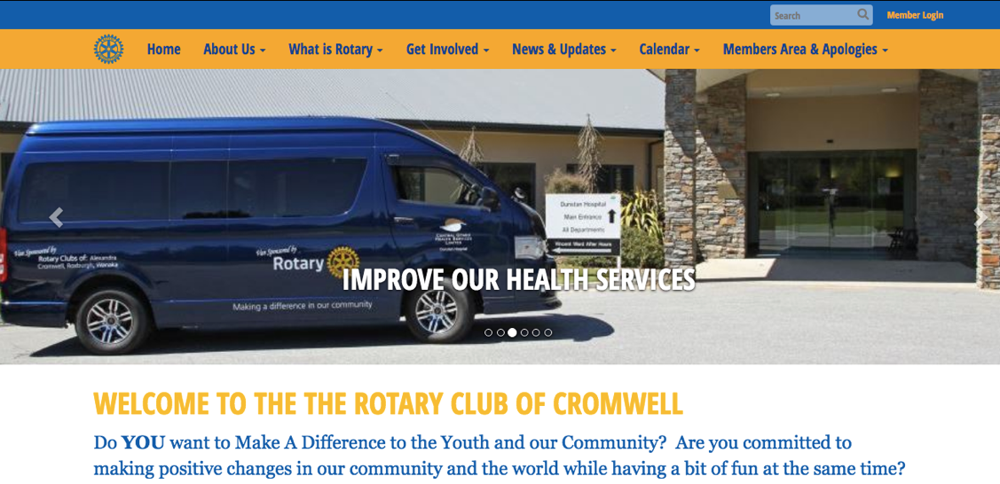 Search
Member Login
Home
About Us
What is Rotary
Get Involved
News & Updates
Calendar
Members Area & Apologies
Dunstan Hospital
Main Entrance
All Departments
Vincent Ward After Hours
CENTRAL OTAGO
HEALTH SERVICES
LIMITED
Dunstan Hospital
Van Sponsored by
Rotary Clubs of: Alexandra
Cromwell, Roxburgh, Wanaka
Van Sponsored by
Rotary
Making a difference in our community
IMPROVE OUR HEALTH SERVICES
WELCOME TO THE THE ROTARY CLUB OF CROMWELL
Do YOU want to Make A Difference to the Youth and our Community?  Are you committed to
making positive changes in our community and the world while having a bit of fun at the same time?